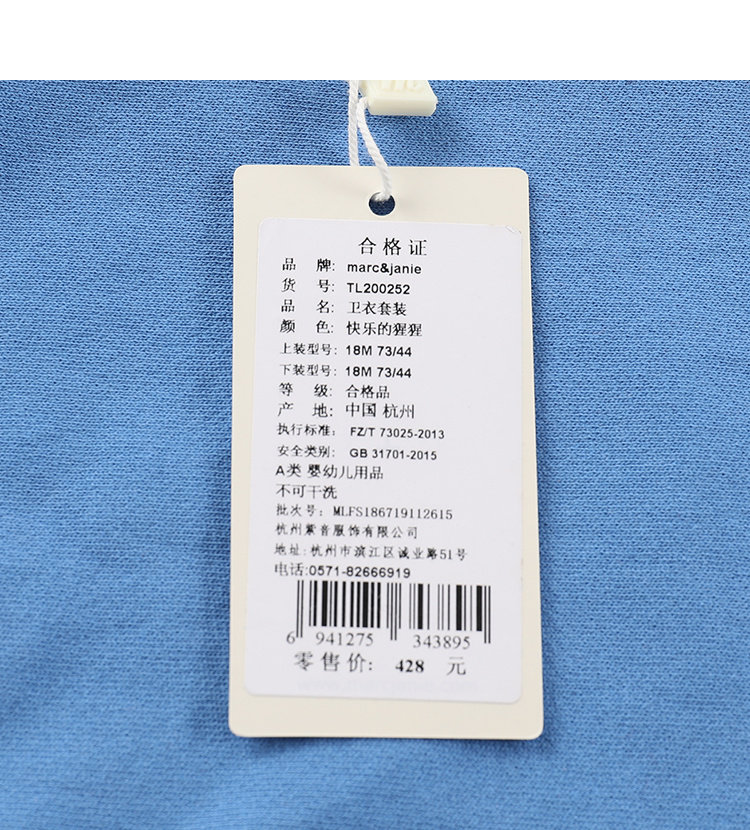 合格证
品 牌: marc&janie
货 号: TL200252
品 名: 卫衣套装
颜 色: 快乐的猩猩
上装型号: 18M 73/44
下装型号: 18M 73/44
等 级: 合格品
产 地: 中国 杭州
执行标准: FZ/T 73025-2013
安全类别: GB 31701-2015
A类 婴幼儿用品
不可干洗
批次号: MLFS186719112615
杭州紫音服饰有限公司
地址: 杭州市滨江区诚业路51号
电话:0571-82666919
6 941275 343895
零售价: 428 元